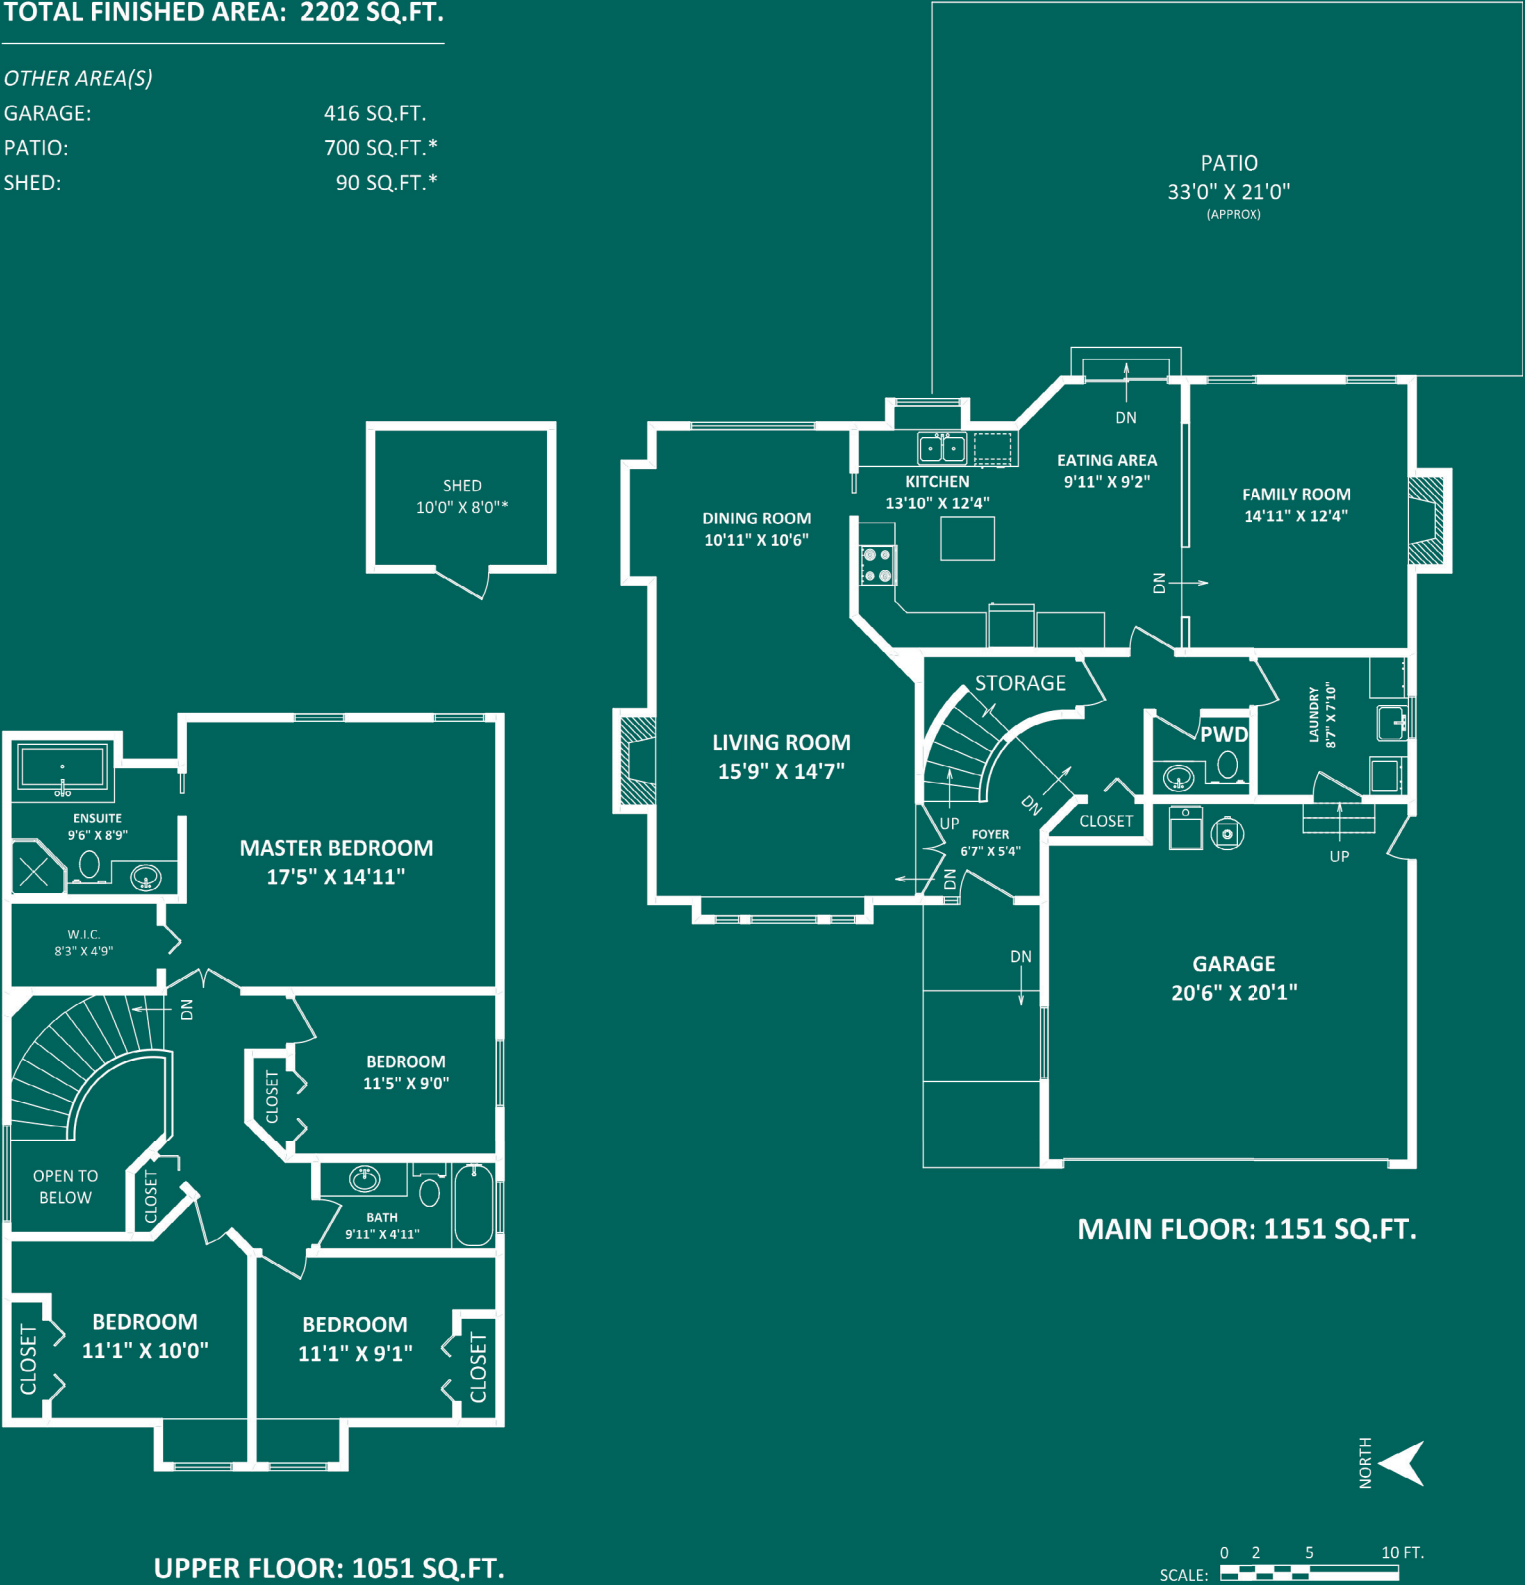 TOTAL FINISHED AREA: 2202 SQ.FT.
OTHER AREA(S)
GARAGE: 416 SQ.FT.
PATIO: 700 SQ.FT.*
SHED: 90 SQ.FT.*
PATIO
33'0" X 21'0"
(APPROX)
DN
EATING AREA
9'11" X 9'2"
KITCHEN
13'10" X 12'4"
FAMILY ROOM
14'11" X 12'4"
DINING ROOM
10'11" X 10'6"
DN
SHED
10'0" X 8'0"*
STORAGE
LAUNDRY
8'7" X 7'10"
PWD
LIVING ROOM
15'9" X 14'7"
DN
UP
CLOSET
FOYER
6'7" X 5'4"
DN
UP
DN
GARAGE
20'6" X 20'1"
MAIN FLOOR: 1151 SQ.FT.
ENSUITE
9'6" X 8'9"
MASTER BEDROOM
17'5" X 14'11"
W.I.C.
8'3" X 4'9"
DN
BEDROOM
11'5" X 9'0"
CLOSET
OPEN TO
BELOW
CLOSET
BATH
9'11" X 4'11"
BEDROOM
11'1" X 10'0"
CLOSET
BEDROOM
11'1" X 9'1"
CLOSET
UPPER FLOOR: 1051 SQ.FT.
NORTH
0 2 5 10 FT.
SCALE: